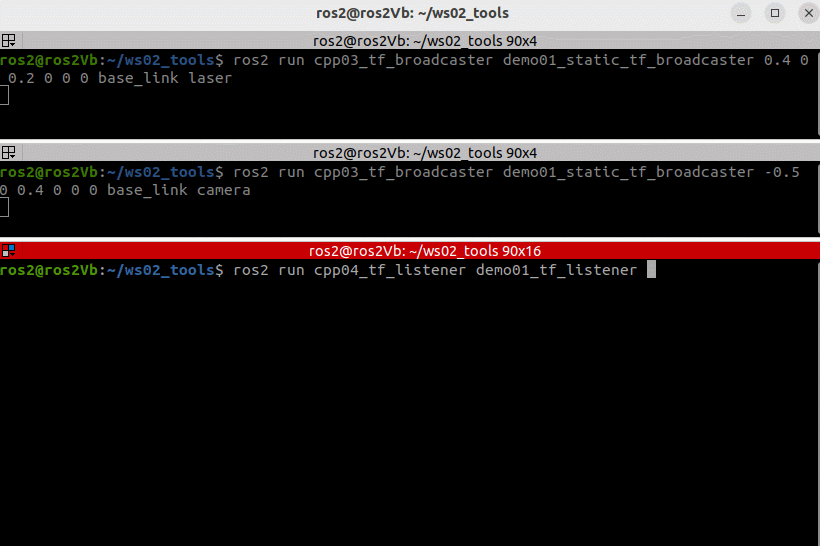 ros2@ros2Vb: ~/ws02_tools
ros2@ros2Vb: ~/ws02_tools 90x4
ros2@ros2Vb:~/ws02_tools$ ros2 run cpp03_tf_broadcaster demo01_static_tf_broadcaster 0.4 0
0.2 0 0 0 base_link laser
ros2@ros2Vb: ~/ws02_tools 90x4
ros2@ros2Vb:~/ws02_tools$ ros2 run cpp03_tf_broadcaster demo01_static_tf_broadcaster -0.5
0 0.4 0 0 0 base_link camera
ros2@ros2Vb: ~/ws02_tools 90x16
ros2@ros2Vb:~/ws02_tools$ ros2 run cpp04_tf_listener demo01_tf_listener